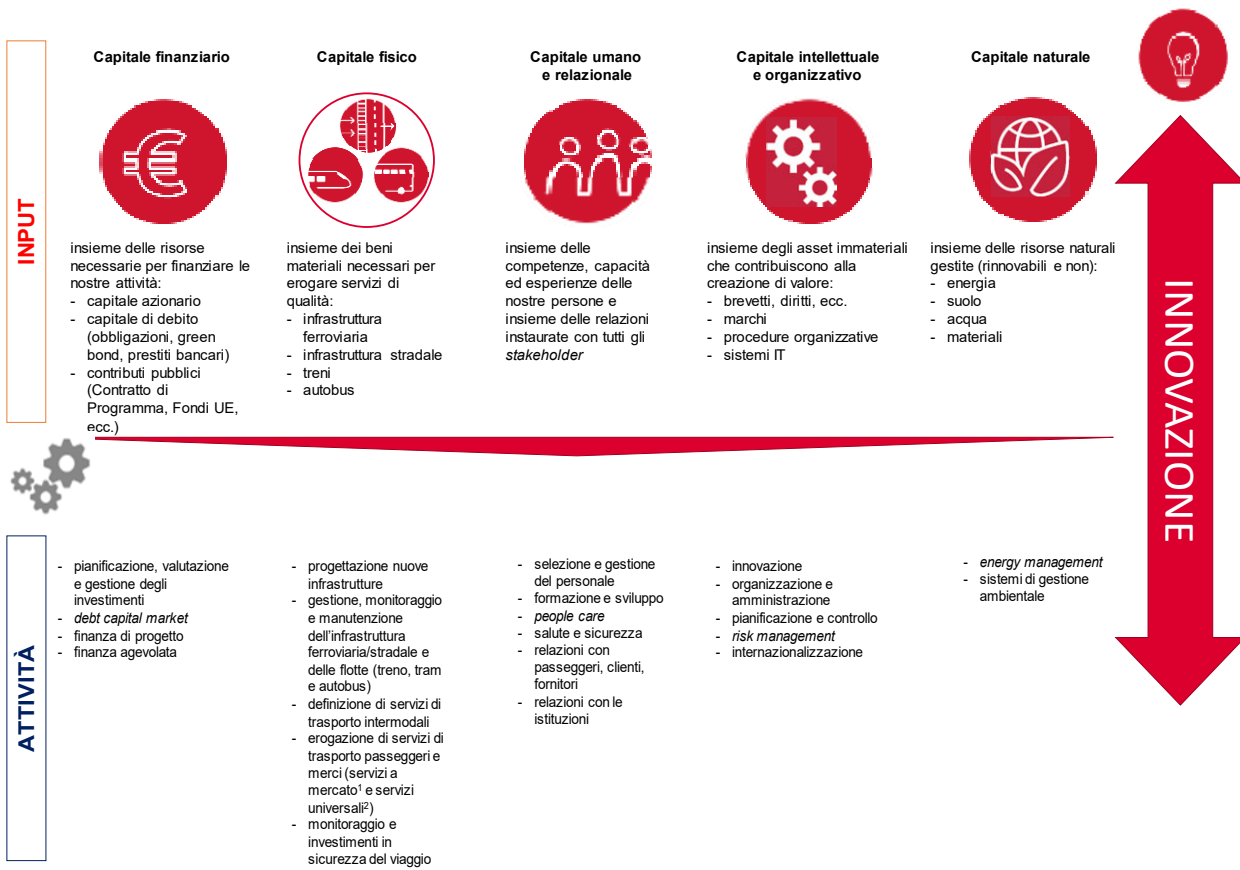 Capitale finanziario
Capitale fisico
Capitale umano
e relazionale
Capitale intellettuale
e organizzativo
Capitale naturale
INPUT
insieme delle risorse
necessarie per finanziare le
nostre attività:
- capitale azionario
- capitale di debito
(obbligazioni, green
bond, prestiti bancari)
- contributi pubblici
(Contratto di
Programma, Fondi UE,
ecc.)
insieme dei beni
materiali necessari per
erogare servizi di
qualità:
- infrastruttura
ferroviaria
- infrastruttura stradale
- treni
- autobus
insieme delle
competenze, capacità
ed esperienze delle
nostre persone e
insieme delle relazioni
instaurate con tutti gli
stakeholder
insieme degli asset immateriali
che contribuiscono alla
creazione di valore:
- brevetti, diritti, ecc.
- marchi
- procedure organizzative
- sistemi IT
insieme delle risorse naturali
gestite (rinnovabili e non):
- energia
- suolo
- acqua
- materiali
INNOVAZIONE
ATTIVITÀ
- pianificazione, valutazione
e gestione degli
investimenti
- debt capital market
- finanza di progetto
- finanza agevolata
- progettazione nuove
infrastrutture
- gestione, monitoraggio
e manutenzione
dell'infrastruttura
ferroviaria/stradale e
delle flotte (treno, tram
e autobus)
- definizione di servizi di
trasporto intermodali
- erogazione di servizi di
trasporto passeggeri e
merci (servizi a
mercato¹ e servizi
universali²)
- monitoraggio e
investimenti in
sicurezza del viaggio
- selezione e gestione
del personale
- formazione e sviluppo
- people care
- salute e sicurezza
- relazioni con
passeggeri, clienti,
fornitori
- relazioni con le
istituzioni
- innovazione
- organizzazione e
amministrazione
- pianificazione e controllo
- risk management
- internazionalizzazione
- energy management
- sistemi di gestione
ambientale